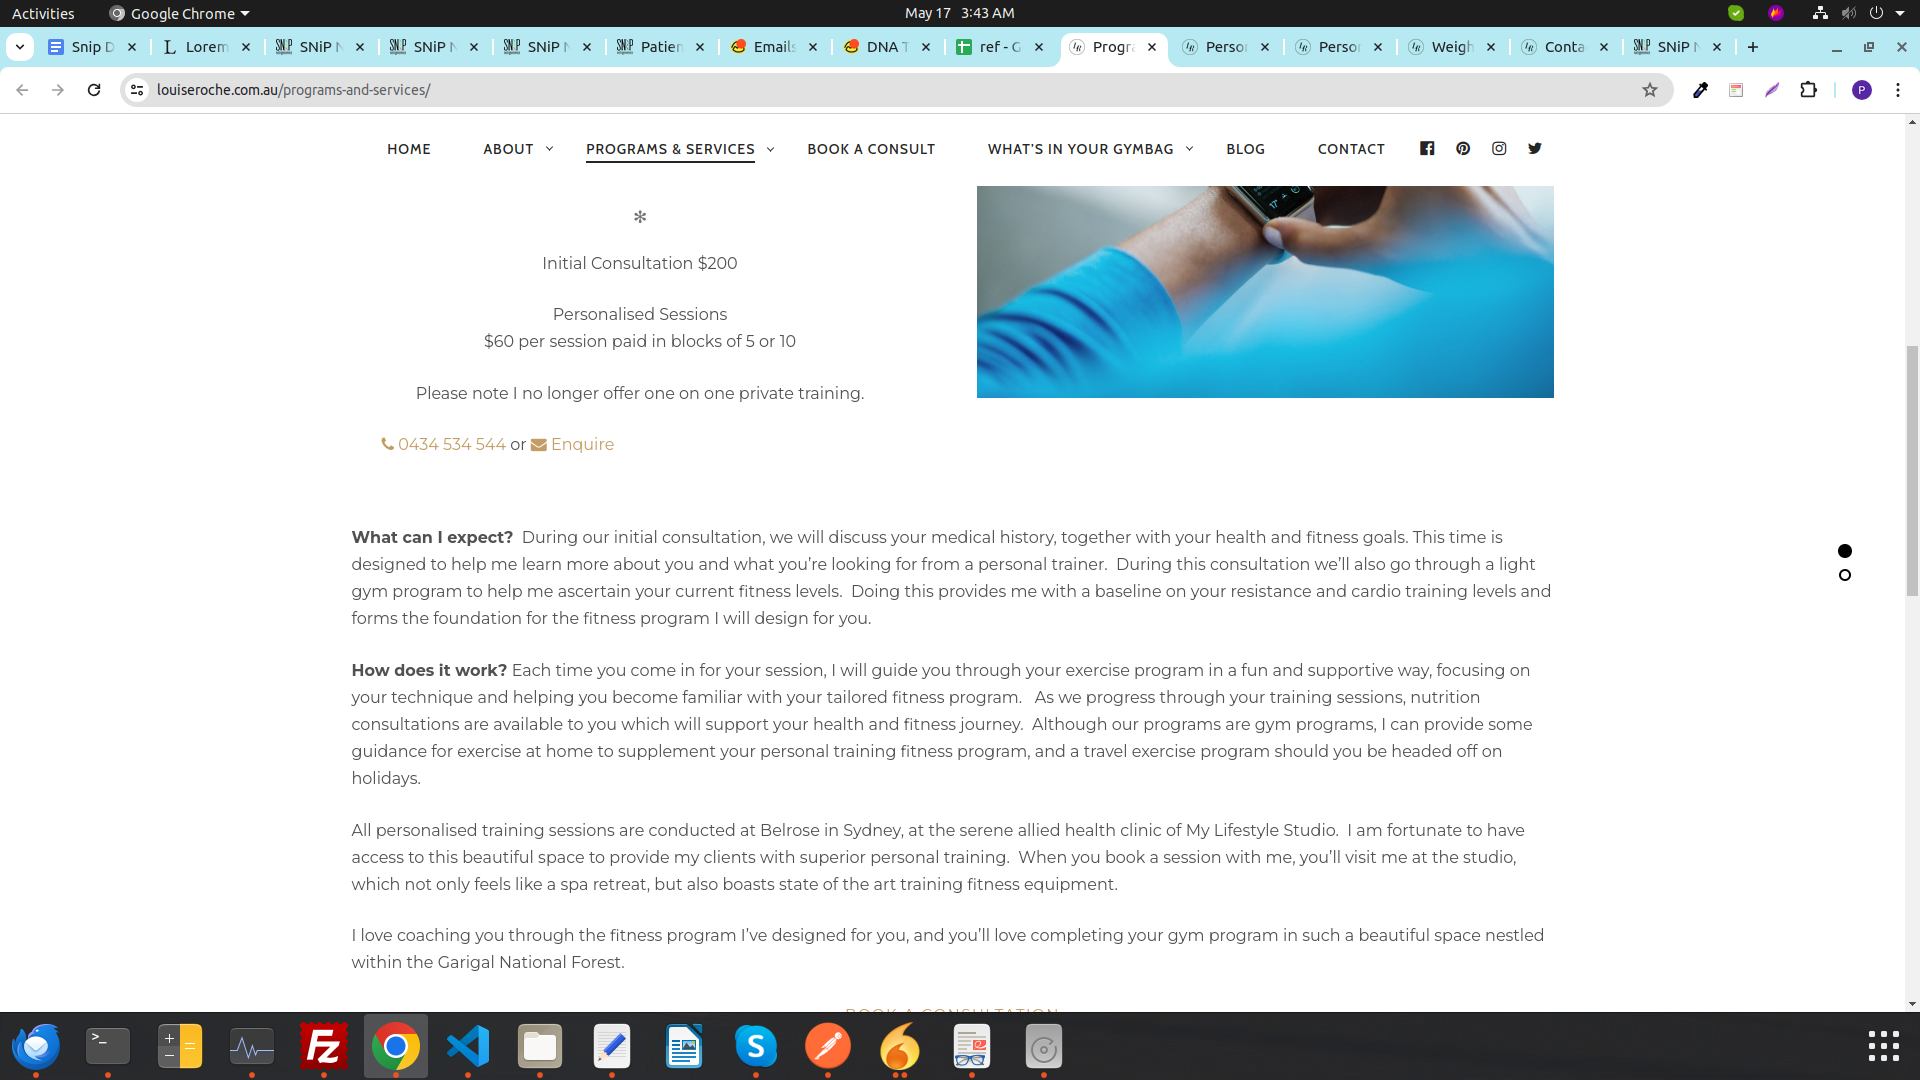 Activities
Google Chrome
May 17 3:43 AM
Snip D
Lorem
SNiP N
SNiP N
SNiP N
Patien
Emails
DNA T
ref - G
Progra
Perso
Perso
Weigh
Conta
SNiP N
louiseroche.com.au/programs-and-services/
P
HOME
ABOUT
PROGRAMS & SERVICES
BOOK A CONSULT
WHAT'S IN YOUR GYMBAG
BLOG
CONTACT
Initial Consultation $200
Personalised Sessions
$60 per session paid in blocks of 5 or 10
Please note I no longer offer one on one private training.
0434 534 544 or Enquire
What can I expect? During our initial consultation, we will discuss your medical history, together with your health and fitness goals. This time is
designed to help me learn more about you and what you’re looking for from a personal trainer. During this consultation we’ll also go through a light
gym program to help me ascertain your current fitness levels. Doing this provides me with a baseline on your resistance and cardio training levels and
forms the foundation for the fitness program I will design for you.
How does it work? Each time you come in for your session, I will guide you through your exercise program in a fun and supportive way, focusing on
your technique and helping you become familiar with your tailored fitness program. As we progress through your training sessions, nutrition
consultations are available to you which will support your health and fitness journey. Although our programs are gym programs, I can provide some
guidance for exercise at home to supplement your personal training fitness program, and a travel exercise program should you be headed off on
holidays.
All personalised training sessions are conducted at Belrose in Sydney, at the serene allied health clinic of My Lifestyle Studio. I am fortunate to have
access to this beautiful space to provide my clients with superior personal training. When you book a session with me, you’ll visit me at the studio,
which not only feels like a spa retreat, but also boasts state of the art training fitness equipment.
I love coaching you through the fitness program I’ve designed for you, and you’ll love completing your gym program in such a beautiful space nestled
within the Garigal National Forest.
BOOK A CONSULTATION